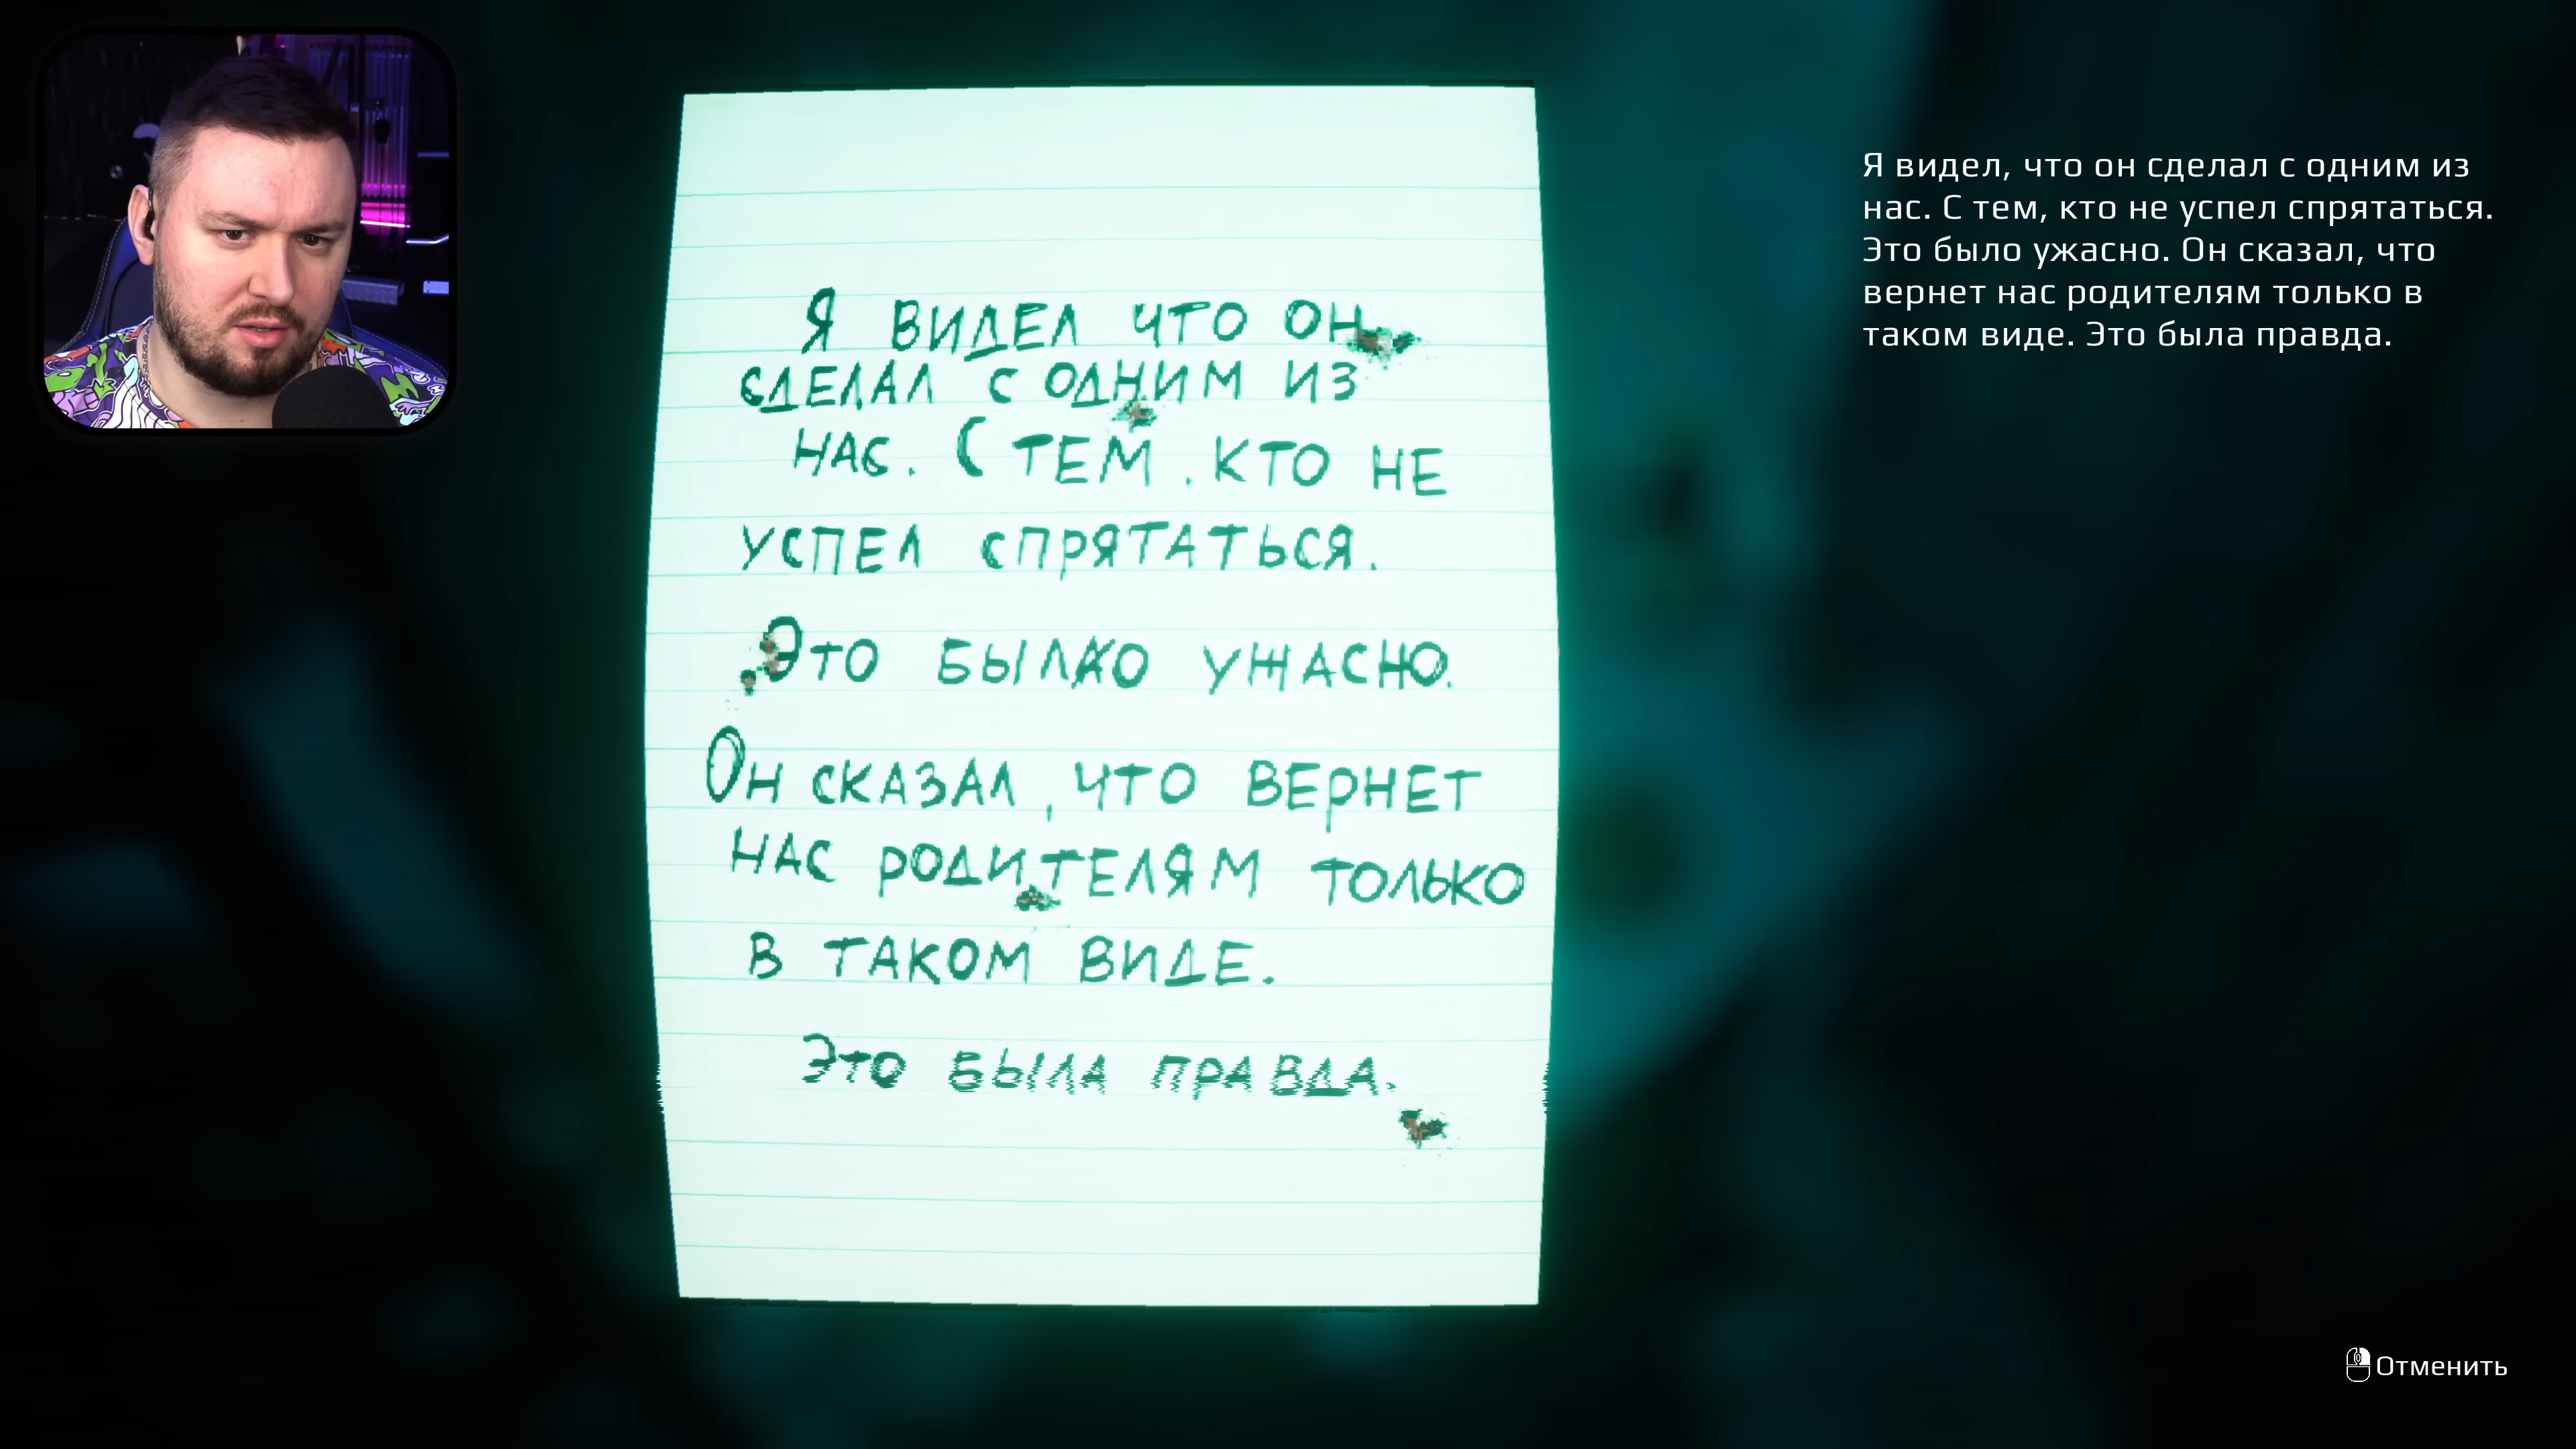 Я ВИДЕЛ ЧТО ОН
СДЕЛАЛ С ОДНИМ ИЗ
НАС. С ТЕМ. КТО НЕ
УСПЕЛ СПРЯТАТЬСЯ.
ЭТО БЫЛО УЖАСНО.
ОН СКАЗАЛ, ЧТО ВЕРНЕТ
НАС РОДИТЕЛЯМ ТОЛЬКО
В ТАКОМ ВИДЕ.
ЭТО БЫЛА ПРАВДА.
Я видел, что он сделал с одним из
нас. С тем, кто не успел спрятаться.
Это было ужасно. Он сказал, что
вернет нас родителям только в
таком виде. Это была правда.
Отменить